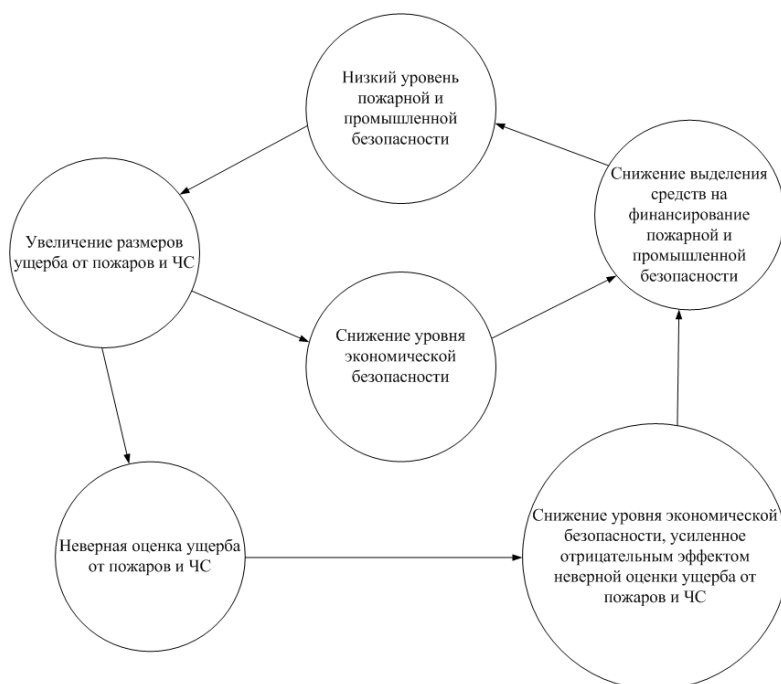 Низкий уровень
пожарной и
промышленной
безопасности
Снижение выделения
средств на
финансирование
пожарной и
промышленной
безопасности
Увеличение размеров
ущерба от пожаров и ЧС
Снижение уровня
экономической
безопасности
Неверная оценка ущерба
от пожаров и ЧС
Снижение уровня экономической
безопасности, усиленное
отрицательным эффектом
неверной оценки ущерба от
пожаров и ЧС